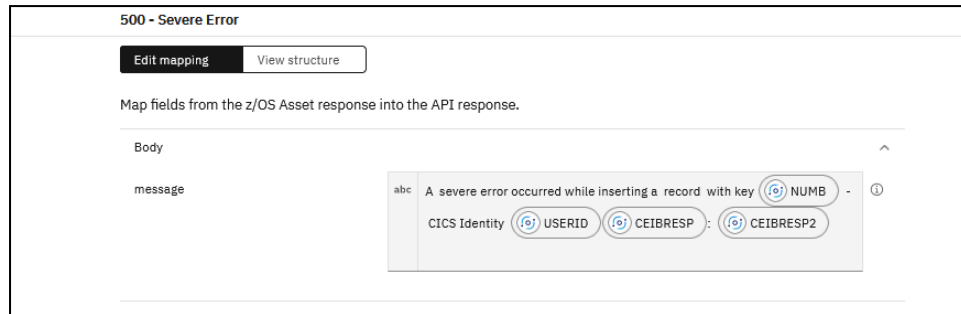 500 - Severe Error
Edit mapping View structure
Map fields from the z/OS Asset response into the API response.
Body
message abc A severe error occurred while inserting a record with key NUMB -
CICS Identity USERID CEIBRESP : CEIBRESP2